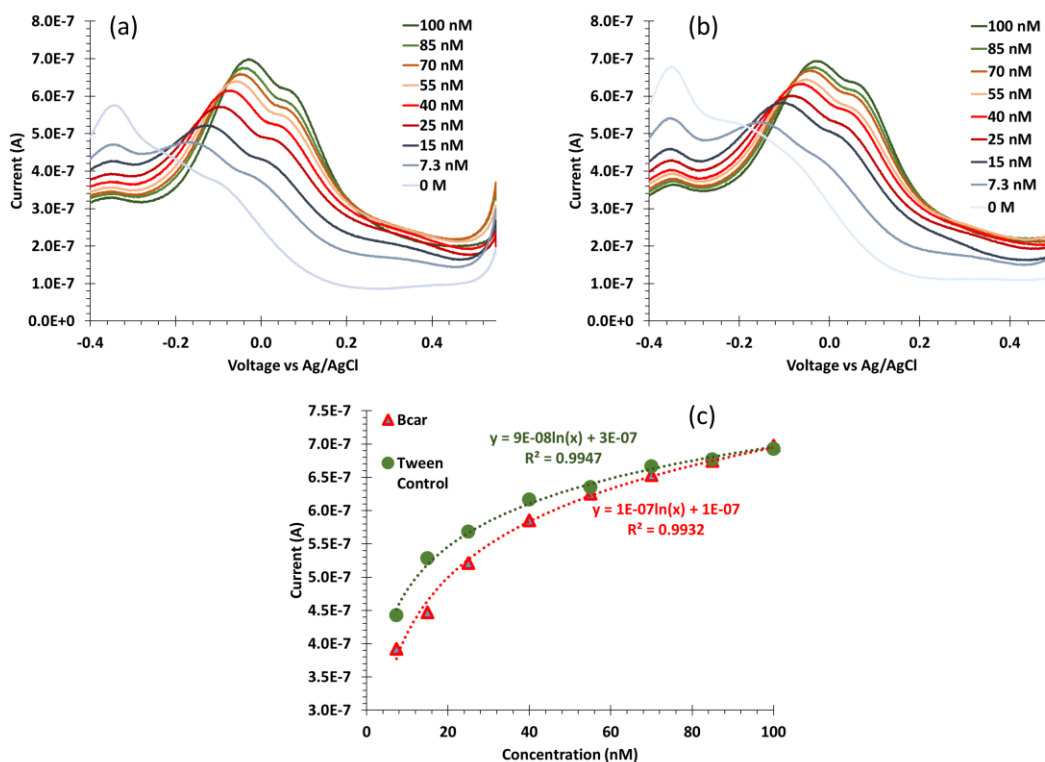 (a)
8.0E-7
7.0E-7
6.0E-7
5.0E-7
4.0E-7
3.0E-7
2.0E-7
1.0E-7
0.0E+0
Current (A)
-0.4
-0.2
0.0
0.2
0.4
Voltage vs Ag/AgCl
100 nM
85 nM
70 nM
55 nM
40 nM
25 nM
15 nM
7.3 nM
0 M
(b)
8.0E-7
7.0E-7
6.0E-7
5.0E-7
4.0E-7
3.0E-7
2.0E-7
1.0E-7
0.0E+0
Current (A)
-0.4
-0.2
0.0
0.2
0.4
Voltage vs Ag/AgCl
100 nM
85 nM
70 nM
55 nM
40 nM
25 nM
15 nM
7.3 nM
0 M
(c)
7.5E-7
7.0E-7
6.5E-7
6.0E-7
5.5E-7
5.0E-7
4.5E-7
4.0E-7
3.5E-7
3.0E-7
Current (A)
Bcar
Tween
Control
y = 9E-08ln(x) + 3E-07
R² = 0.9947
y = 1E-07ln(x) + 1E-07
R² = 0.9932
0
20
40
60
80
100
Concentration (nM)